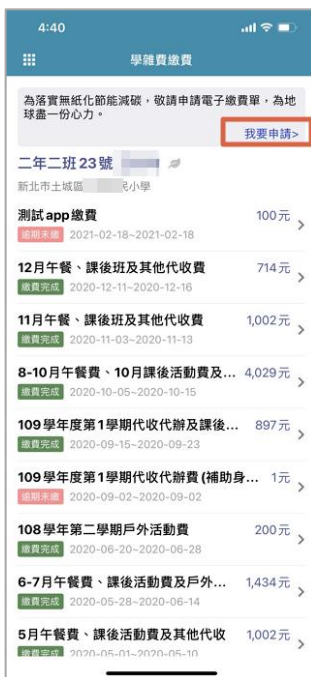 4:40
學雜費繳費
為落實無紙化節能減碳，敬請申請電子繳費單，為地
球盡一份心力。
我要申請>
二年二班23號
新北市土城區 民小學
測試app繳費 100元
逾期未繳 2021-02-18~2021-02-18
12月午餐、課後班及其他代收費 714元
繳費完成 2020-12-11~2020-12-16
11月午餐、課後班及其他代收費 1,002元
繳費完成 2020-11-03~2020-11-13
8-10月午餐費、10月課後活動費及... 4,029元
繳費完成 2020-10-05~2020-10-15
109學年度第1學期代收代辦及課後... 897元
繳費完成 2020-09-15~2020-09-23
109學年度第1學期代收代辦費(補助身... 1元
逾期未繳 2020-09-02~2020-09-02
108學年第二學期戶外活動費 200元
繳費完成 2020-06-20~2020-06-28
6-7月午餐費、課後活動費及戶外... 1,434元
繳費完成 2020-05-28~2020-06-14
5月午餐費、課後活動費及其他代收 1,002元
繳費完成 2020-05-01~2020-05-10